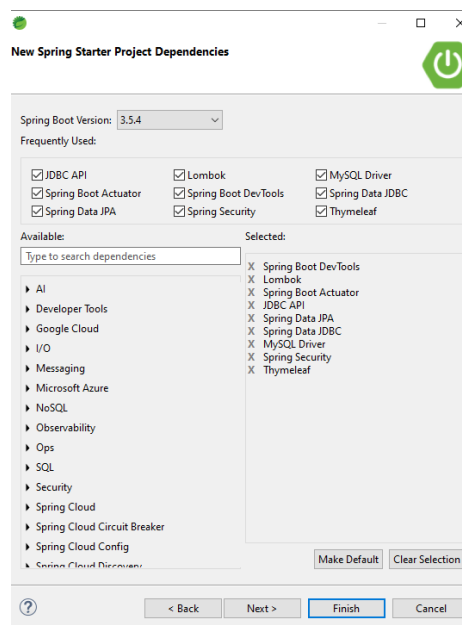 New Spring Starter Project Dependencies
Spring Boot Version: 3.5.4
Frequently Used:
JDBC API Lombok MySQL Driver
Spring Boot Actuator Spring Boot DevTools Spring Data JDBC
Spring Data JPA Spring Security Thymeleaf
Available:
Type to search dependencies
AI
Developer Tools
Google Cloud
I/O
Messaging
Microsoft Azure
NoSQL
Observability
Ops
SQL
Security
Spring Cloud
Spring Cloud Circuit Breaker
Spring Cloud Config
Spring Cloud Discovery
Selected:
X Spring Boot DevTools
X Lombok
X Spring Boot Actuator
X JDBC API
X Spring Data JPA
X Spring Data JDBC
X MySQL Driver
X Spring Security
X Thymeleaf
Make Default Clear Selection
? < Back Next > Finish Cancel